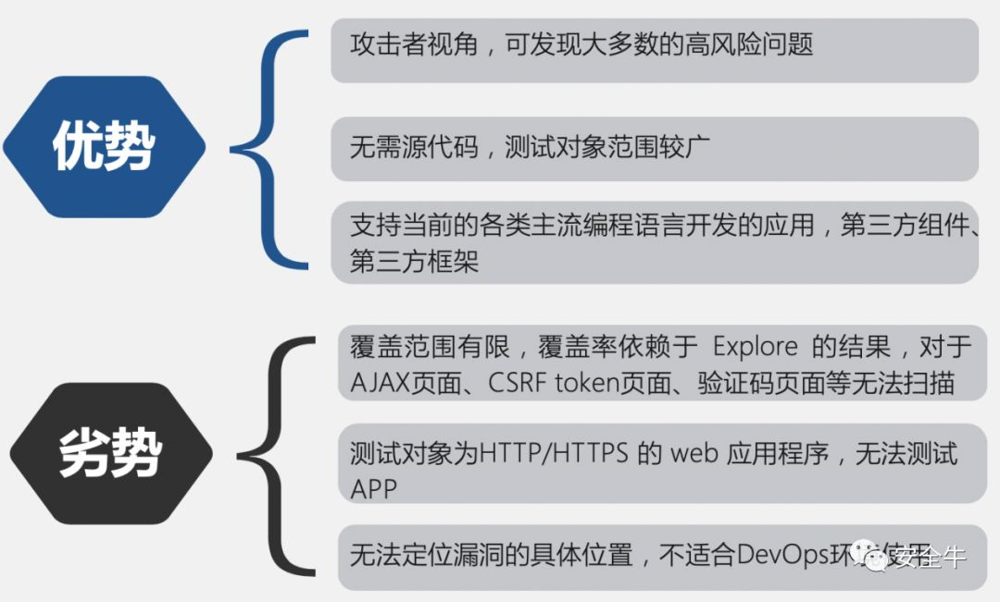 优势
攻击者视角，可发现大多数的高风险问题
无需源代码，测试对象范围较广
支持当前的各类主流编程语言开发的应用，第三方组件、
第三方框架
劣势
覆盖范围有限，覆盖率依赖于 Explore 的结果，对于
AJAX页面、CSRF token页面、验证码页面等无法扫描
测试对象为HTTP/HTTPS 的 web 应用程序，无法测试
APP
无法定位漏洞的具体位置，不适合DevOps环境使用
安全牛